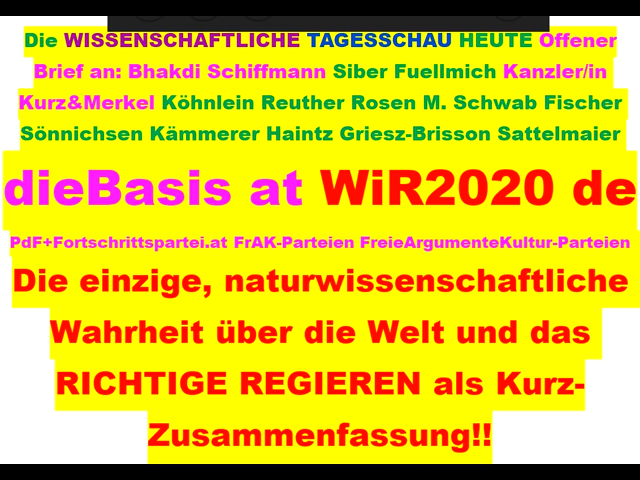 Die WISSENSCHAFTLICHE TAGESSCHAU HEUTE Offener
Brief an: Bhakdi Schiffmann Siber Fuellmich Kanzler/in
Kurz&Merkel Köhnlein Reuther Rosen M. Schwab Fischer
Sönnichsen Kämmerer Haintz Griesz-Brisson Sattelmaier
dieBasis at WiR2020 de
PdF+Fortschrittspartei.at FrAK-Parteien FreieArgumenteKultur-Parteien
Die einzige, naturwissenschaftliche
Wahrheit über die Welt und das
RICHTIGE REGIEREN als Kurz-
Zusammenfassung!!